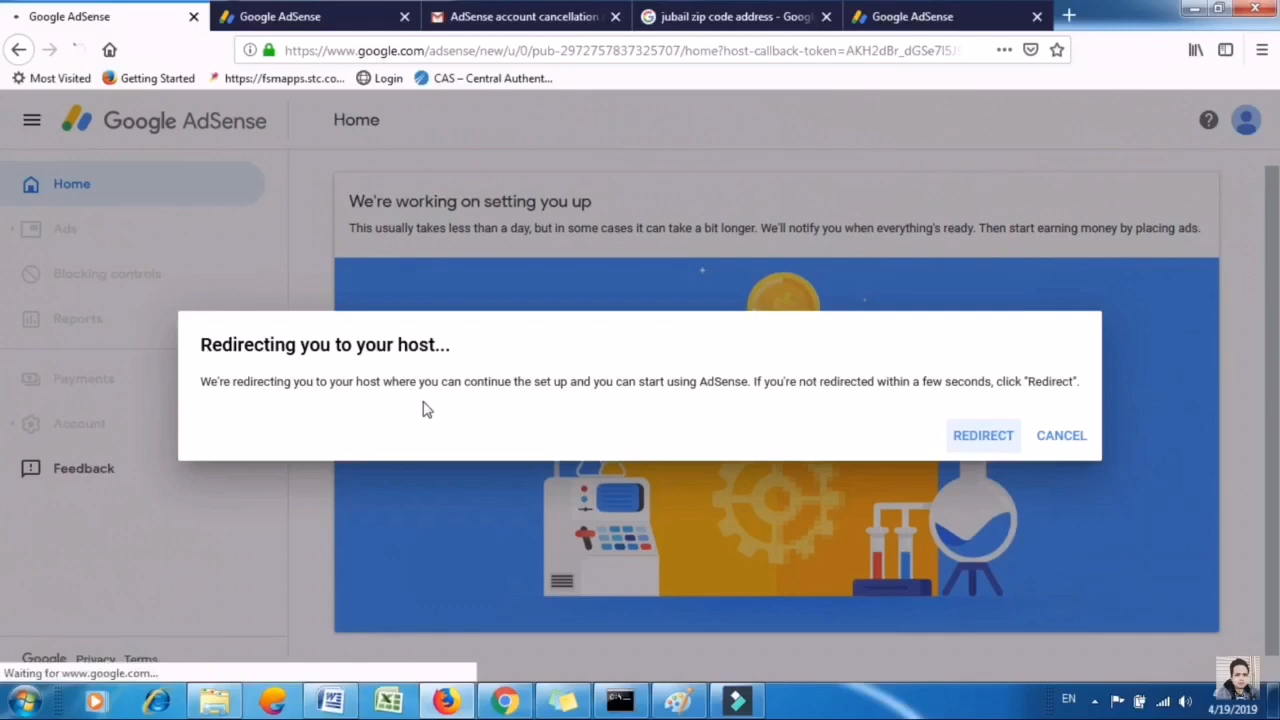 Google AdSense
Google AdSense
AdSense account cancellation
jubail zip code address - Goog
Google AdSense
https://www.google.com/adsense/new/u/0/pub-2972757837325707/home?host-callback-token=AKH2dBr_dGSe7I5J
Most Visited
Getting Started
https://fsmapps.stc.co...
Login
CAS – Central Authent...
Google AdSense
Home
Home
Ads
Blocking controls
Reports
Payments
Account
Feedback
We're working on setting you up
This usually takes less than a day, but in some cases it can take a bit longer. We'll notify you when everything's ready. Then start earning money by placing ads.
Redirecting you to your host...
We're redirecting you to your host where you can continue the set up and you can start using AdSense. If you're not redirected within a few seconds, click "Redirect".
REDIRECT CANCEL
Google Privacy Terms
Waiting for www.google.com...
EN
4/19/2019